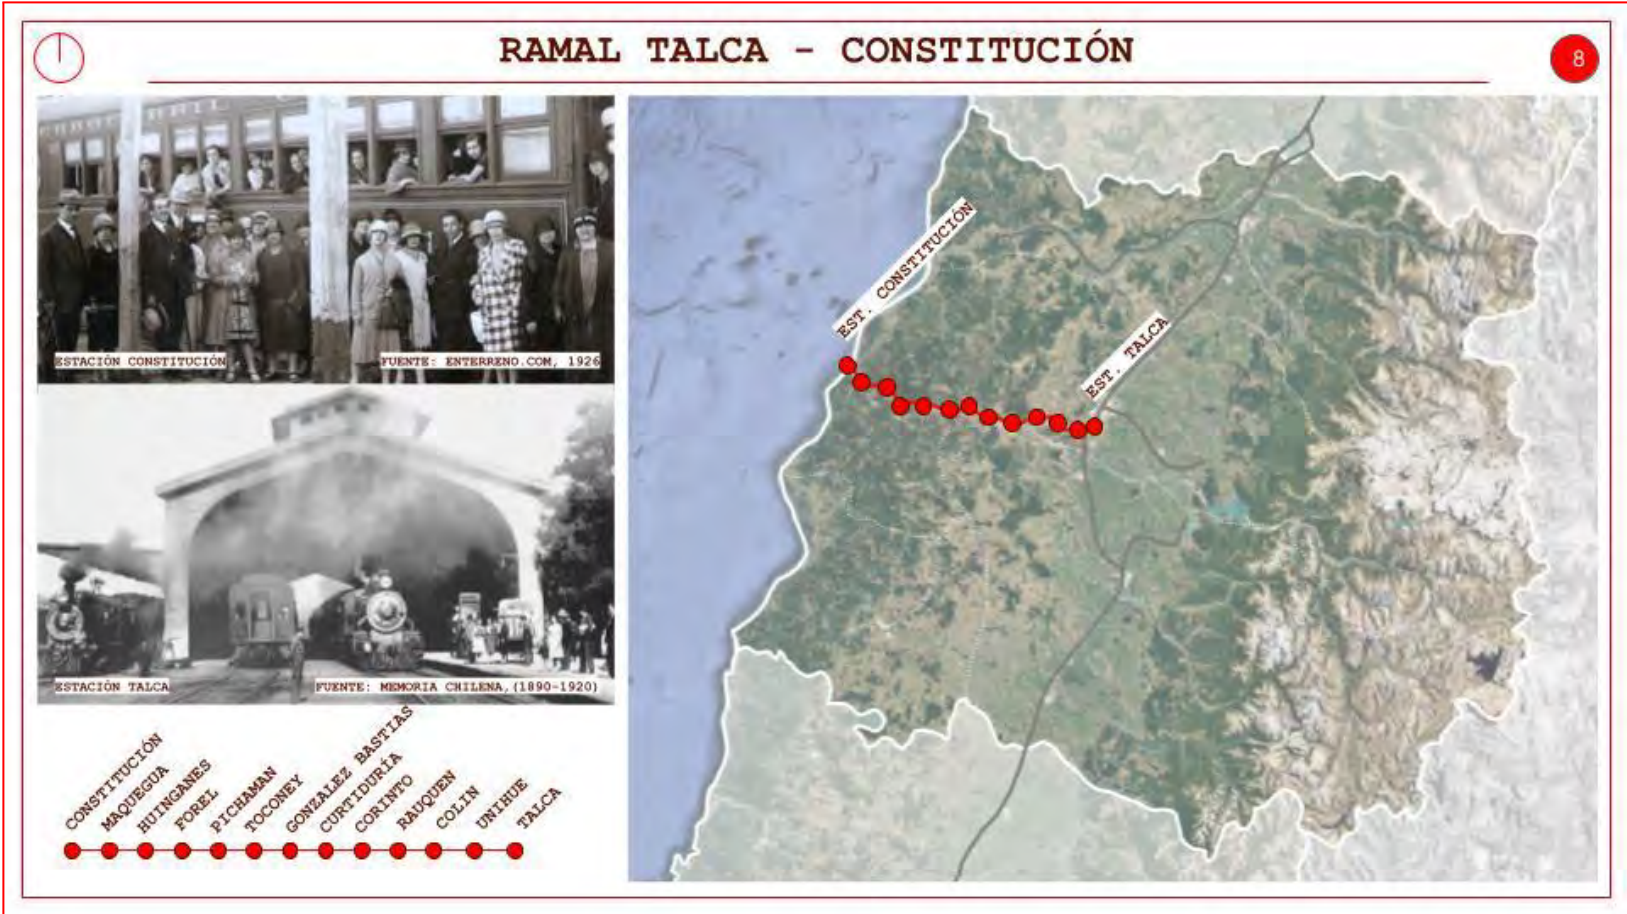 RAMAL TALCA - CONSTITUCIÓN
8
ESTACIÓN CONSTITUCIÓN
FUENTE: ENTERRENO.COM, 1926
ESTACIÓN TALCA
FUENTE: MEMORIA CHILENA,(1890-1920)
CONSTITUCIÓN
MAQUEGUA
HUINGANES
FOREL
PICHAMAN
TOCONEY
GONZALEZ BASTIAS
CURTIDURÍA
CORINTO
RAUQUEN
COLIN
UNIHUE
TALCA
EST. CONSTITUCIÓN
EST. TALCA